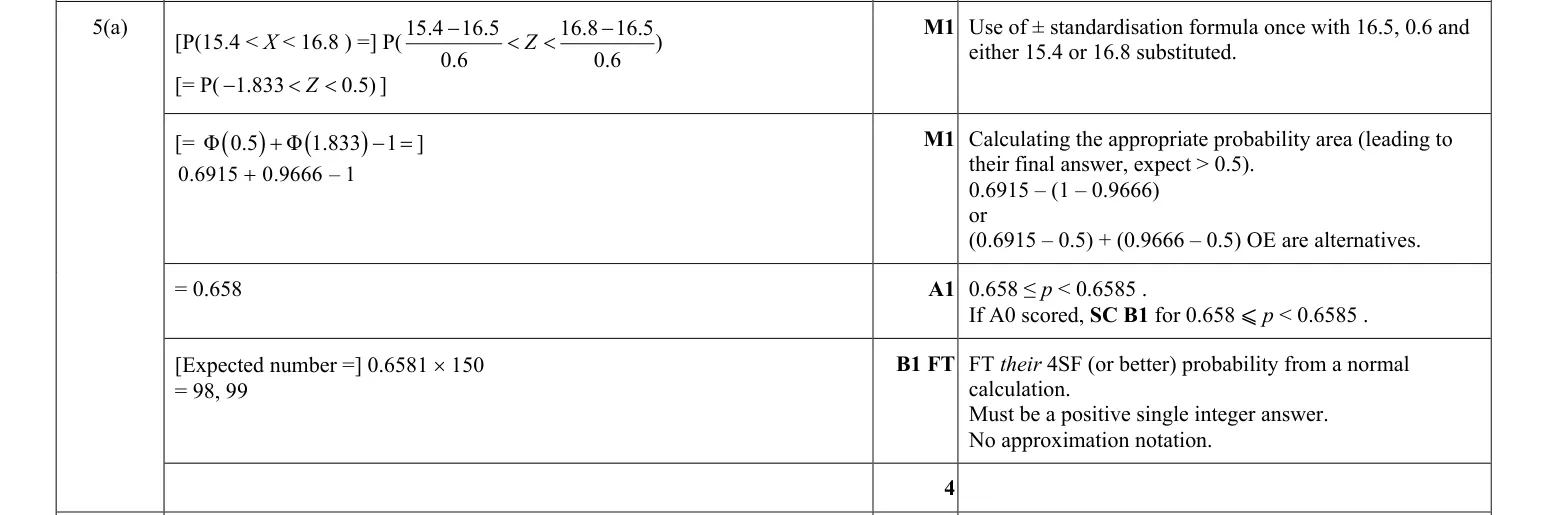 5(a)
[P(15.4 < X < 16.8 ) =] P( (15.4 − 16.5)/0.6 < Z < (16.8 − 16.5)/0.6 )
[= P( −1.833 < Z < 0.5) ]
M1
Use of ± standardisation formula once with 16.5, 0.6 and
either 15.4 or 16.8 substituted.
[= Φ(0.5) + Φ(1.833) − 1 = ]
0.6915 + 0.9666 – 1
M1
Calculating the appropriate probability area (leading to
their final answer, expect > 0.5).
0.6915 – (1 – 0.9666)
or
(0.6915 – 0.5) + (0.9666 – 0.5) OE are alternatives.
= 0.658
A1
0.658 ≤ p < 0.6585 .
If A0 scored, SC B1 for 0.658 ⩽ p < 0.6585 .
[Expected number =] 0.6581 × 150
= 98, 99
B1 FT
FT their 4SF (or better) probability from a normal
calculation.
Must be a positive single integer answer.
No approximation notation.
4